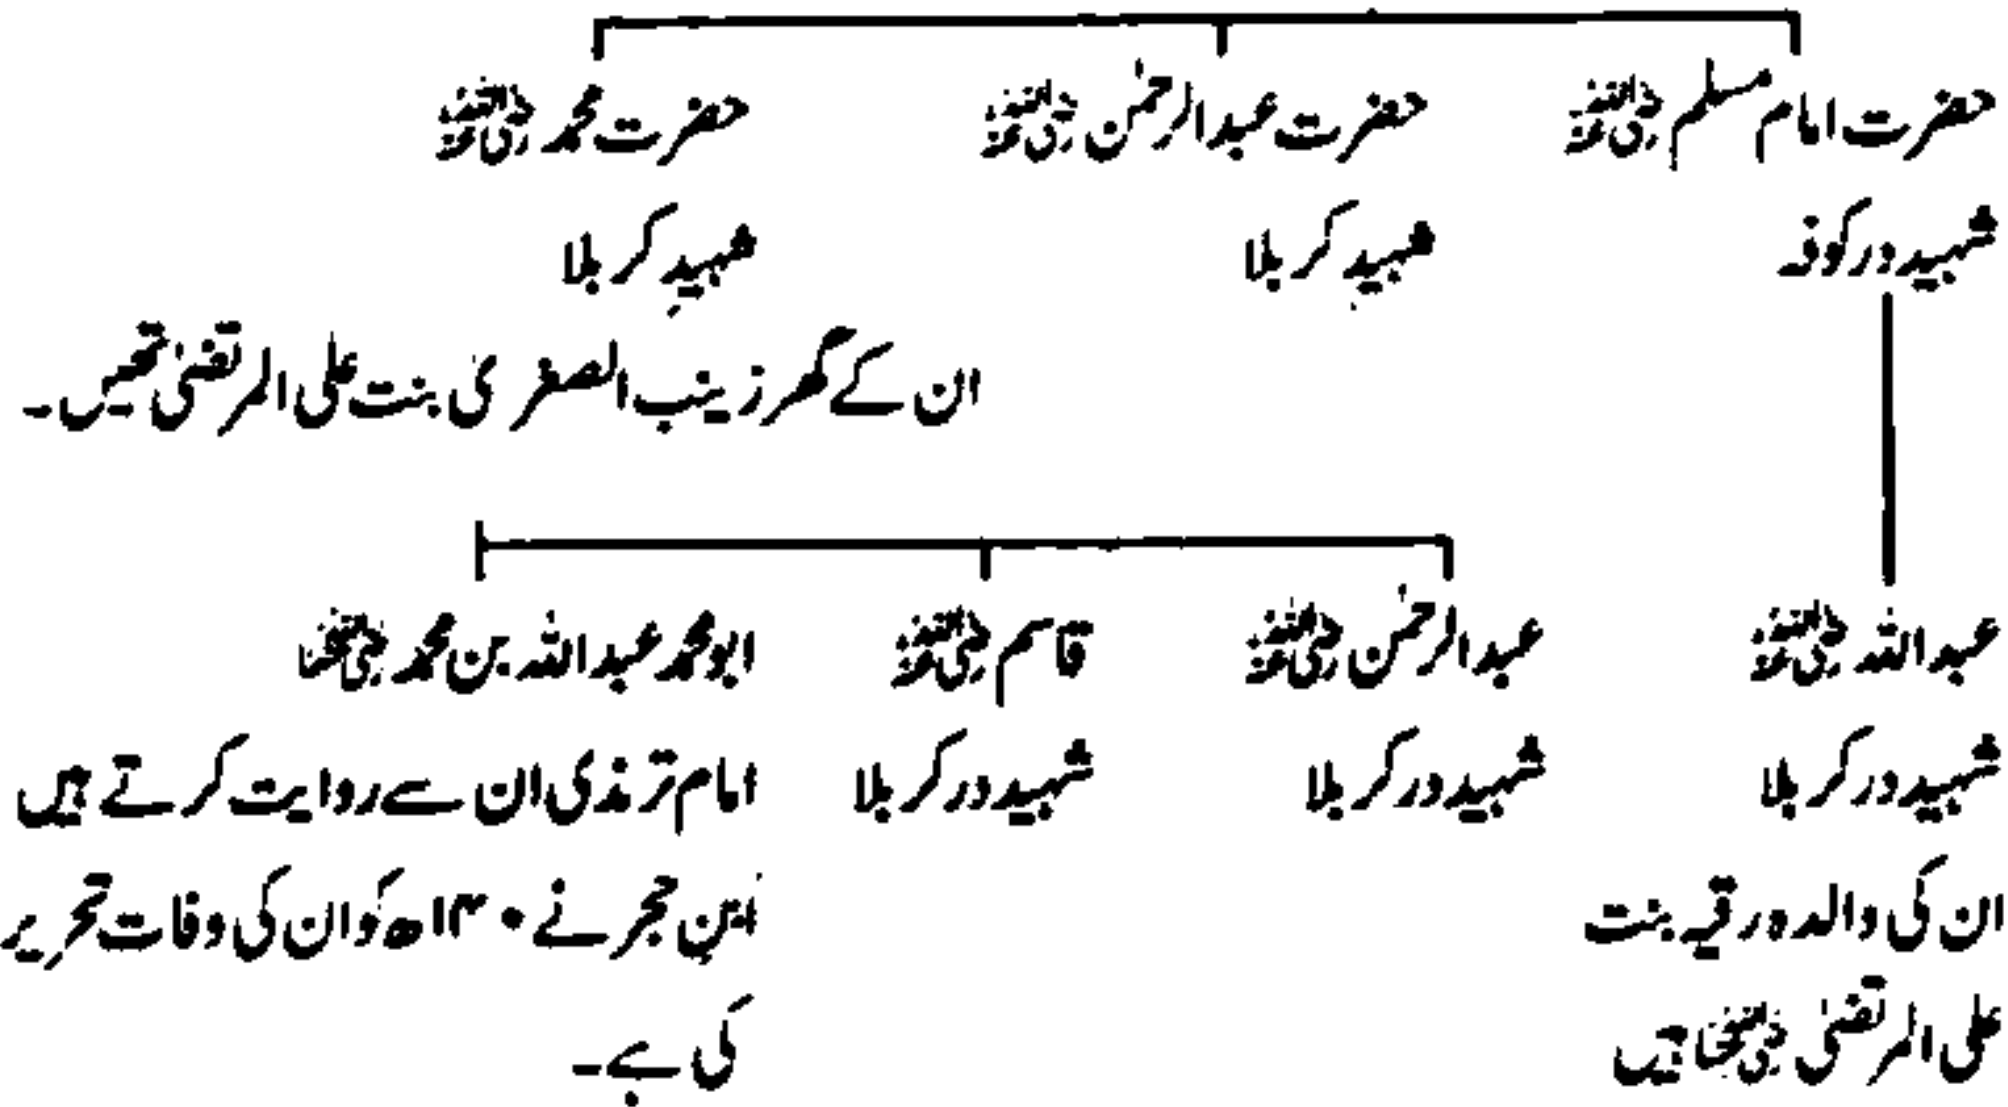 حضرت امام مسلم رضی اللہ عنہ حضرت عبدالرحمٰن رضی اللہ عنہ حضرت محمد رضی اللہ عنہ
شہید در کوفہ شہیدِ کربلا شہیدِ کربلا
ان کے گھر زینب الصغریٰ بنت علی المرتضیٰ تھیں۔
عبداللہ رضی اللہ عنہ عبدالرحمٰن رضی اللہ عنہ قاسم رضی اللہ عنہ ابو محمد عبداللہ بن محمد رضی اللہ عنہما
شہید در کربلا شہید در کربلا شہید در کربلا امام ترمذی ان سے روایت کرتے ہیں
ان کی والدہ رقیہ بنت ابن حجر نے ۱۴۰ھ کو ان کی وفات تحریر
علی المرتضیٰ رضی اللہ عنہما ہیں کی ہے۔